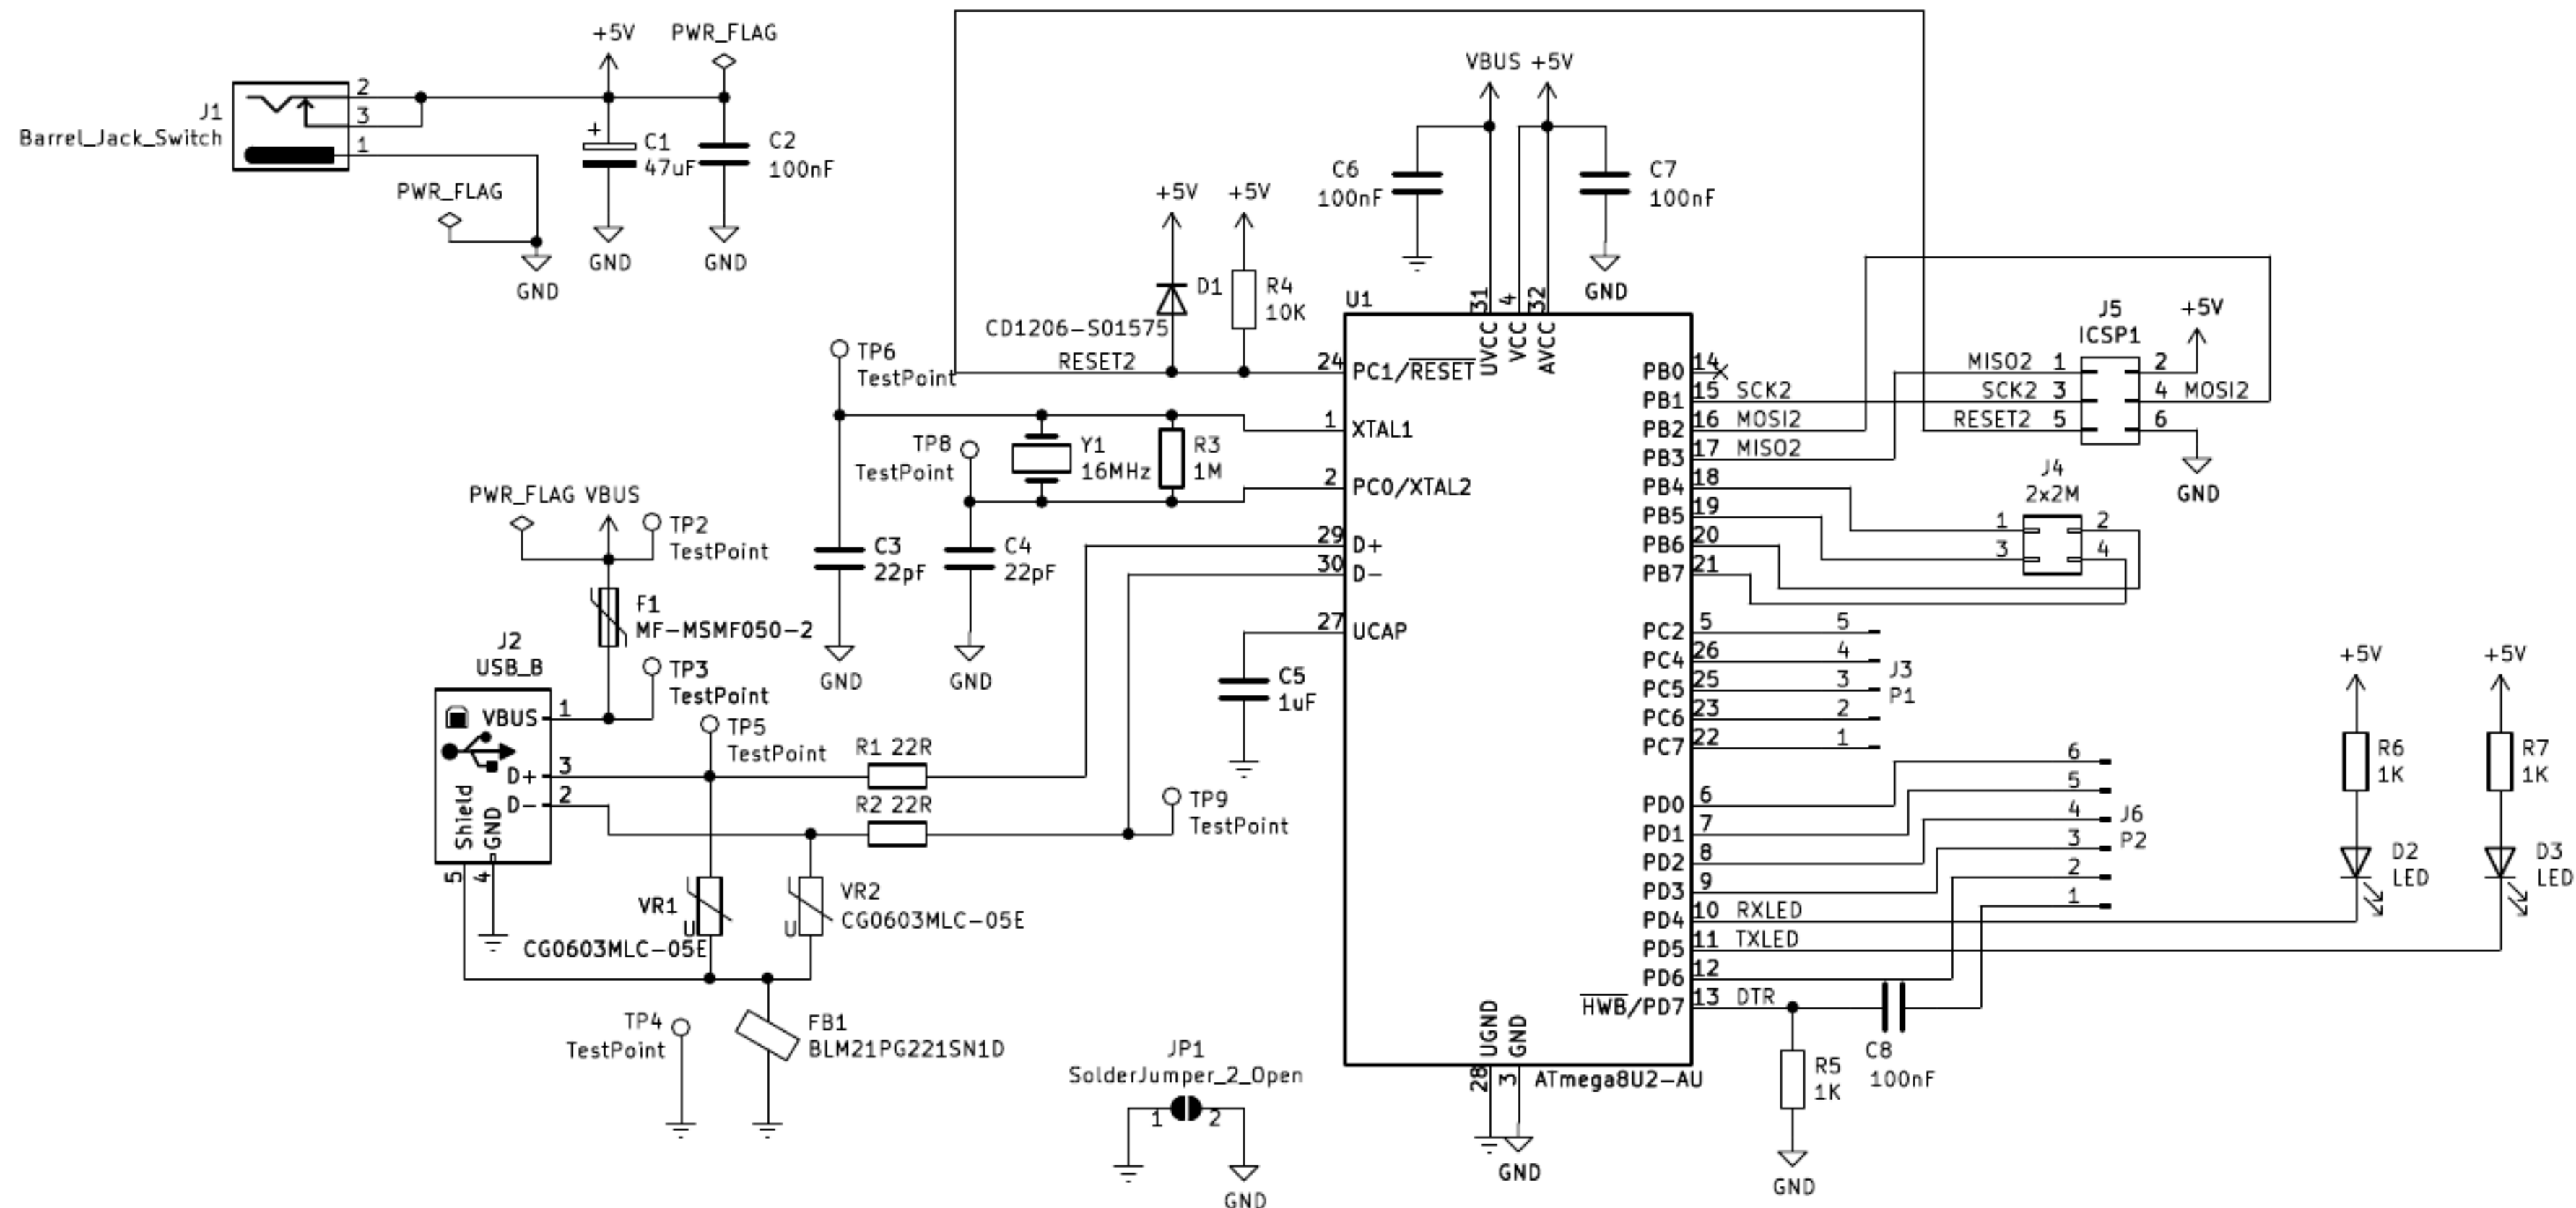 +5V
PWR_FLAG
J1
Barrel_Jack_Switch
2
3
1
+
C1
47uF
C2
100nF
PWR_FLAG
GND
GND
GND
VBUS
+5V
C6
100nF
C7
100nF
GND
+5V
+5V
D1
CD1206-S01575
R4
10K
RESET2
TP6
TestPoint
TP8
TestPoint
Y1
16MHz
R3
1M
C3
22pF
C4
22pF
GND
GND
C5
1uF
PWR_FLAG
VBUS
TP2
TestPoint
F1
MF-MSMF050-2
J2
USB_B
TP3
TestPoint
VBUS
1
D+
3
D-
2
Shield
GND
5
4
TP5
TestPoint
R1 22R
R2 22R
TP9
TestPoint
VR1
U
CG0603MLC-05E
VR2
U
CG0603MLC-05E
TP4
TestPoint
FB1
BLM21PG221SN1D
JP1
SolderJumper_2_Open
1
2
GND
U1
31
4
32
UVCC
VCC
AVCC
24
PC1/RESET
1
XTAL1
2
PC0/XTAL2
29
D+
30
D-
27
UCAP
PB0
14
PB1
15
SCK2
PB2
16
MOSI2
PB3
17
MISO2
PB4
18
PB5
19
PB6
20
PB7
21
PC2
5
PC4
26
PC5
25
PC6
23
PC7
22
PD0
6
PD1
7
PD2
8
PD3
9
PD4
10
RXLED
PD5
11
TXLED
PD6
12
HWB/PD7
13
DTR
UGND
GND
28
3
ATmega8U2-AU
GND
J5
ICSP1
+5V
MISO2
1
2
SCK2
3
4
MOSI2
RESET2
5
6
GND
J4
2x2M
1
2
3
4
5
4
3
2
1
J3
P1
6
5
4
3
2
1
J6
P2
C8
100nF
R5
1K
GND
+5V
R6
1K
D2
LED
+5V
R7
1K
D3
LED